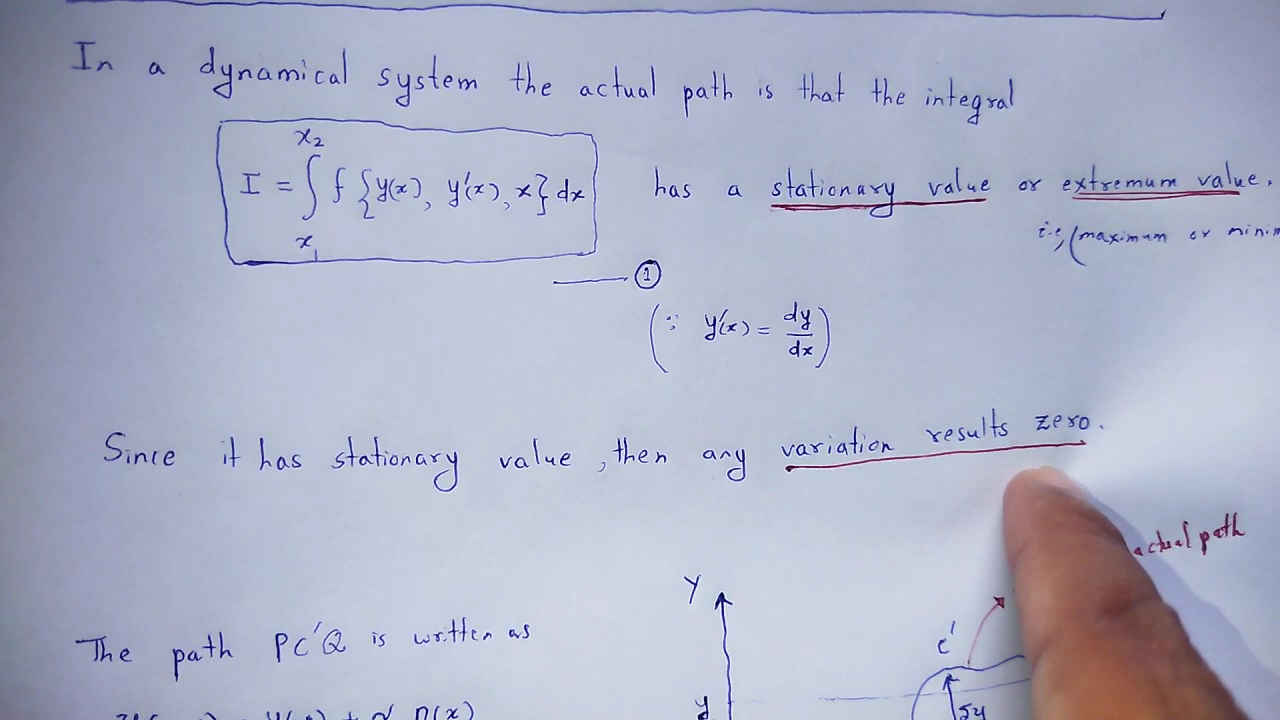 In a dynamical system the actual path is that the integral
I = ∫ₓ₁ˣ² f {y(x), y′(x), x} dx has a stationary value or extremum value.
i.e, (maximum or minim
①
(∵ y′(x) = dy/dx)
Since it has stationary value, then any variation results zero.
actual path
Y
The path PC′Q is written as
c′
δy
y
η(x)